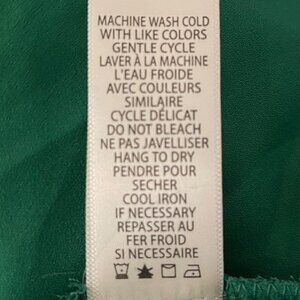 MACHINE WASH COLD
WITH LIKE COLORS
GENTLE CYCLE
LAVER À LA MACHINE
L'EAU FROIDE
AVEC COULEURS
SIMILAIRE
CYCLE DÉLICAT
DO NOT BLEACH
NE PAS JAVELLISER
HANG TO DRY
PENDRE POUR
SECHER
COOL IRON
IF NECESSARY
REPASSER AU
FER FROID
SI NECESSAIRE